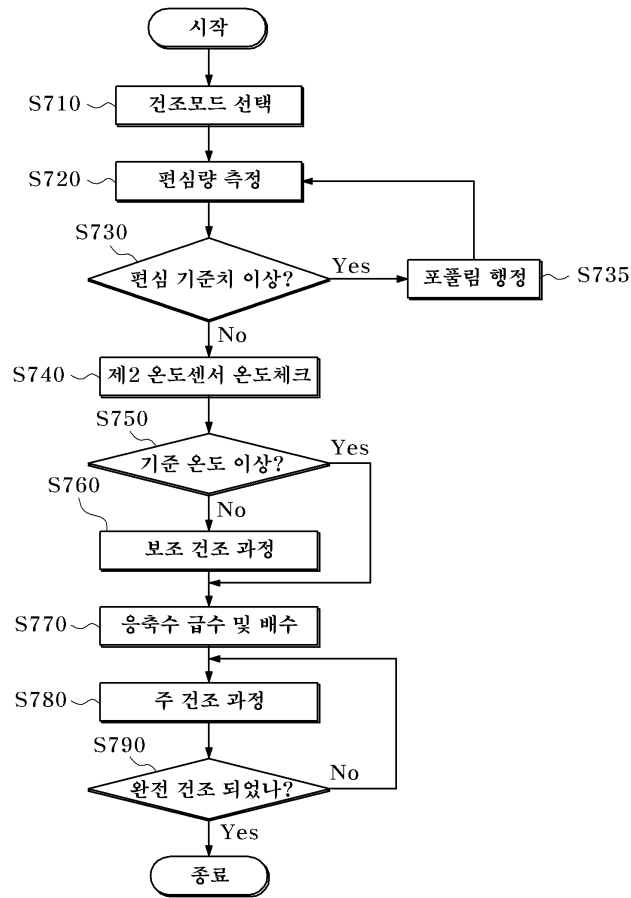 시작
S710
건조모드 선택
S720
편심량 측정
S730
편심 기준치 이상?
Yes
포풀림 행정
S735
No
S740
제2 온도센서 온도체크
S750
기준 온도 이상?
Yes
No
S760
보조 건조 과정
S770
응축수 급수 및 배수
S780
주 건조 과정
S790
완전 건조 되었나?
No
Yes
종료